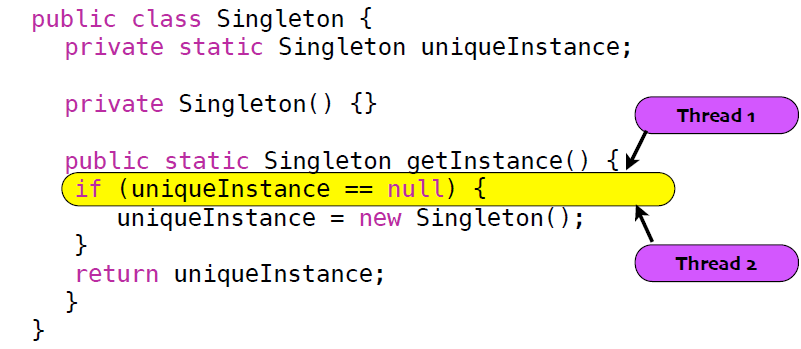 public class Singleton {
private static Singleton uniqueInstance;
private Singleton() {}
Thread 1
public static Singleton getInstance() {
if (uniqueInstance == null) {
uniqueInstance = new Singleton();
}
Thread 2
return uniqueInstance;
}
}